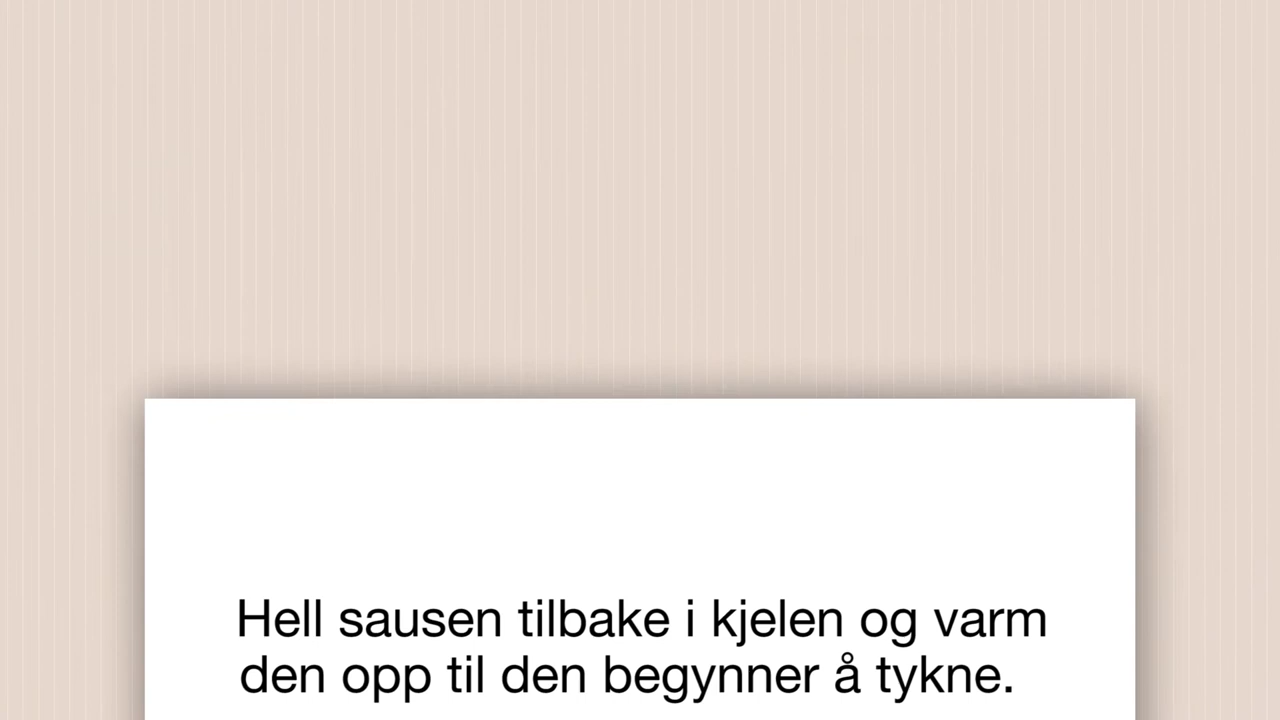 Hell sausen tilbake i kjelen og varm
den opp til den begynner å tykne.